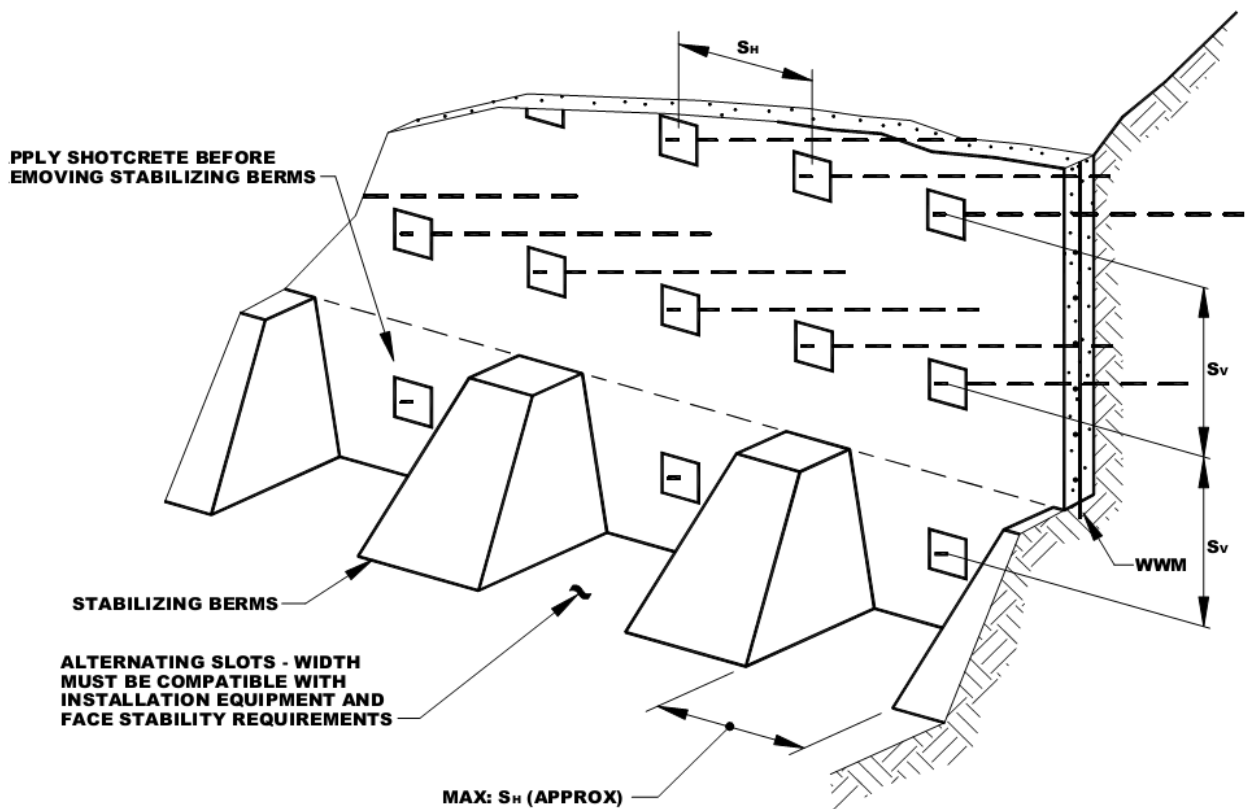 SH
PPLY SHOTCRETE BEFORE
EMOVING STABILIZING BERMS
SV
SV
WWM
STABILIZING BERMS
ALTERNATING SLOTS - WIDTH
MUST BE COMPATIBLE WITH
INSTALLATION EQUIPMENT AND
FACE STABILITY REQUIREMENTS
MAX: SH (APPROX)